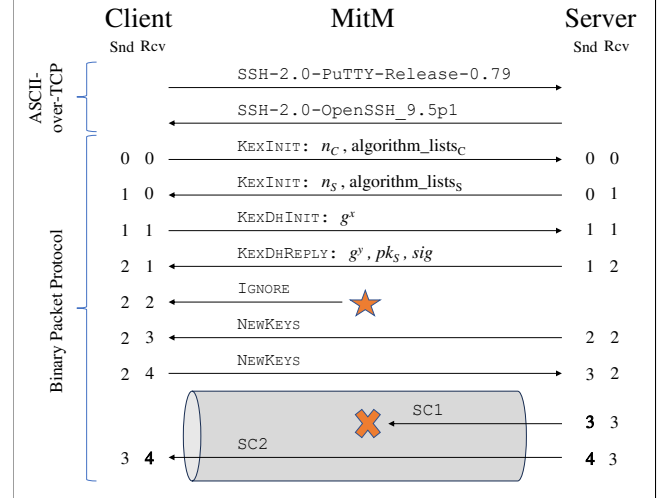 Client MitM Server
Snd Rcv Snd Rcv
ASCII-over-TCP
SSH-2.0-PuTTY-Release-0.79
SSH-2.0-OpenSSH_9.5p1
Binary Packet Protocol
0 0 KEXINIT: n_C , algorithm_lists_C 0 0
1 0 KEXINIT: n_S , algorithm_lists_S 0 1
1 1 KEXDHINIT: g^x 1 1
2 1 KEXDHREPLY: g^y , pk_S , sig 1 2
2 2 IGNORE
2 3 NEWKEYS 2 2
2 4 NEWKEYS 3 2
SC1 3 3
3 4 SC2 4 3